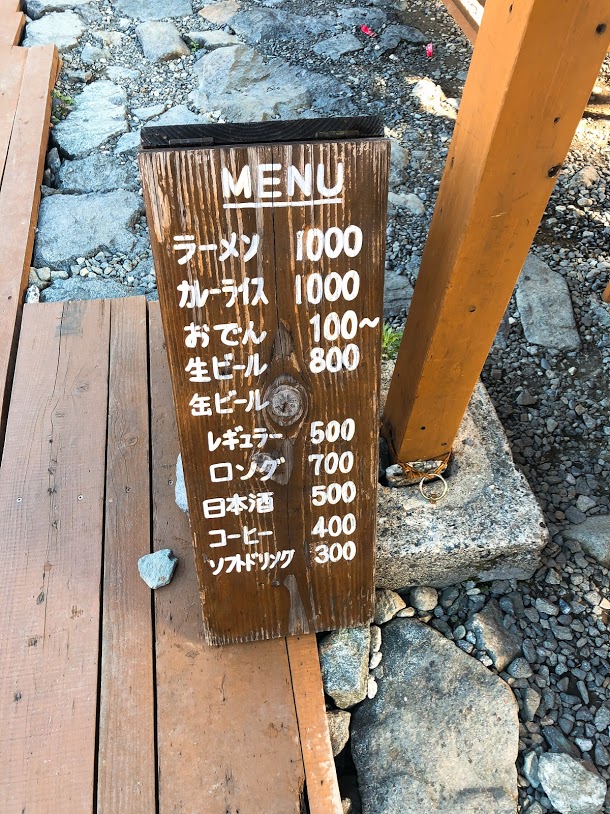 MENU
ラーメン 1000
カレーライス 1000
おでん 100~
生ビール 800
缶ビール
レギュラー 500
ロング 700
日本酒 500
コーヒー 400
ソフトドリンク 300